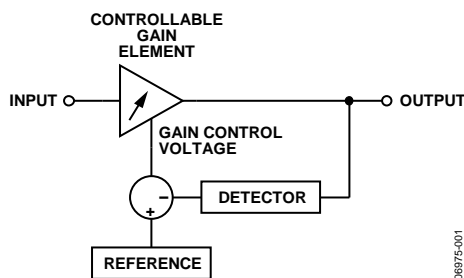 CONTROLLABLE
GAIN
ELEMENT
INPUT
OUTPUT
GAIN CONTROL
VOLTAGE
–
DETECTOR
+
REFERENCE
06975-001